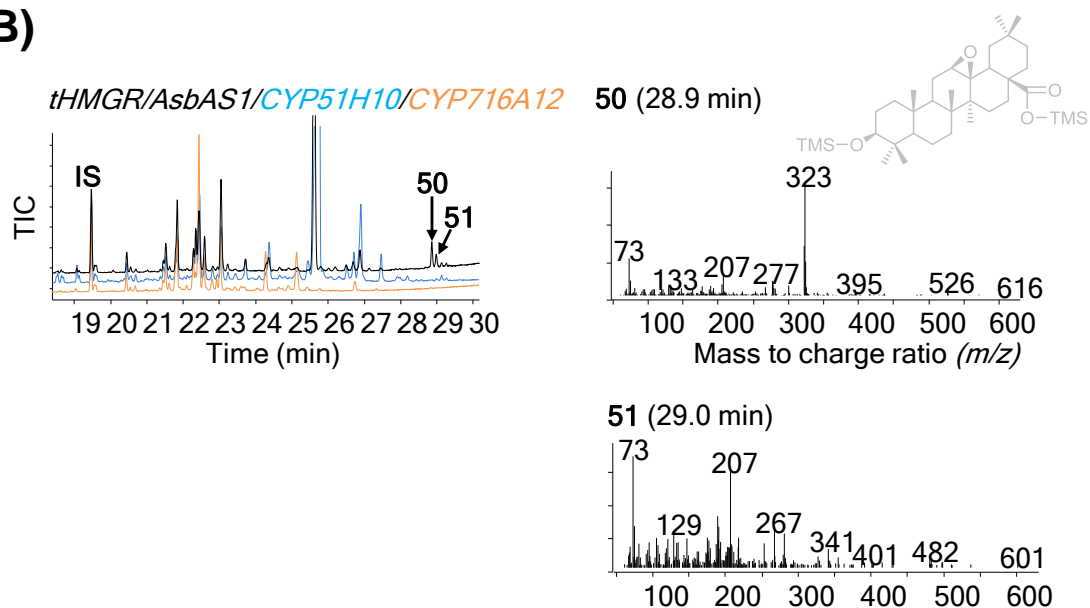 B)
tHMGR/AsbAS1/CYP51H10/CYP716A12
TIC
IS
50
51
19 20 21 22 23 24 25 26 27 28 29 30
Time (min)
50 (28.9 min)
O
O
O
O
TMS
TMS
323
73
133
207
277
395
526
616
100 200 300 400 500 600
Mass to charge ratio (m/z)
51 (29.0 min)
73
207
129
267
341
401
482
601
100 200 300 400 500 600